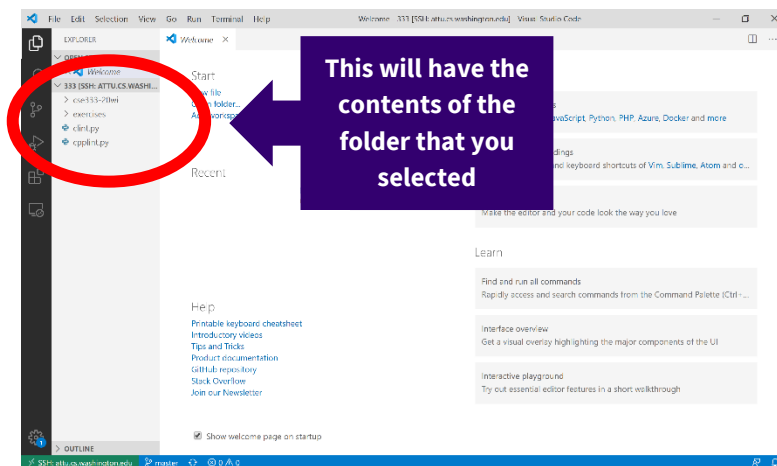 File Edit Selection View Go Run Terminal Help
Welcome - 333 [SSH: attu.cs.washington.edu] - Visual Studio Code
EXPLORER
Welcome
OPEN
Welcome
333 [SSH: ATTU.CS.WASHI...
cse333-20wi
exercises
clint.py
cpplint.py
OUTLINE
Start
file
folder...
Recent
Help
Printable keyboard cheatsheet
Introductory videos
Tips and Tricks
Product documentation
GitHub repository
Stack Overflow
Join our Newsletter
Show welcome page on startup
This will have the
contents of the
folder that you
selected
JavaScript, Python, PHP, Azure, Docker and more
and keyboard shortcuts of Vim, Sublime, Atom and o...
Make the editor and your code look the way you love
Learn
Find and run all commands
Rapidly access and search commands from the Command Palette (Ctrl+...
Interface overview
Get a visual overlay highlighting the major components of the UI
Interactive playground
Try out essential editor features in a short walkthrough
SSH: attu.cs.washington.edu master 0 0